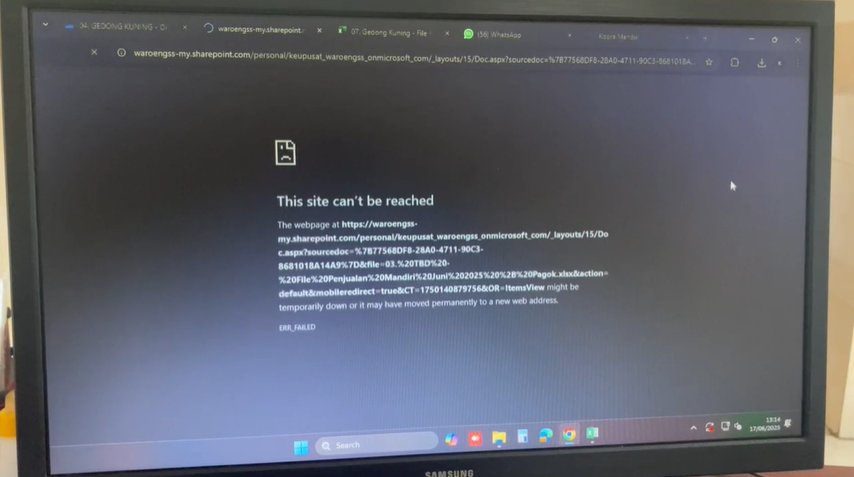 04. GEDONG KUNING - D
waroengss-my.sharepoint.
07. Gedong Kuning - File
(58) WhatsApp
waroengss-my.sharepoint.com/personal/keupusat_waroengss_onmicrosoft_com/_layouts/15/Doc.aspx?sourcedoc=%7B77568DF8-28A0-4711-90C3-8681018A...
This site can't be reached
The webpage at https://waroengss-
my.sharepoint.com/personal/keupusat_waroengss_onmicrosoft_com/_layouts/15/Do
c.aspx?sourcedoc=%7B77568DF8-28A0-4711-90C3-
8681018A14A9%7D&file=03.%20TBD%20-
%20File%20Penjualan%20Mandiri%20Juni%202025%20%2B%20Pagok.xlsx&action=
default&mobileredirect=true&CT=1750140879756&OR=ItemsView might be
temporarily down or it may have moved permanently to a new web address.
ERR_FAILED
Search
13:14
17/06/2025
SAMSUNG